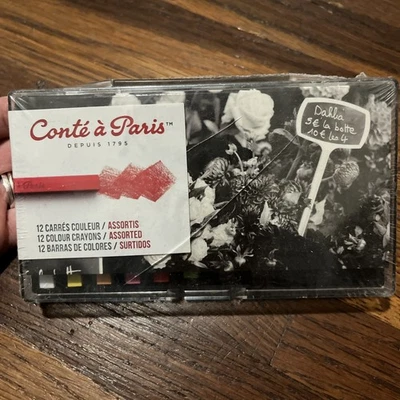 Conté à Paris™
DEPUIS 1795
12 CARRÉS COULEUR / ASSORTIS
12 COLOUR CRAYONS / ASSORTED
12 BARRAS DE COLORES / SURTIDOS
Dahlia
5€ la botte
10€ les 4